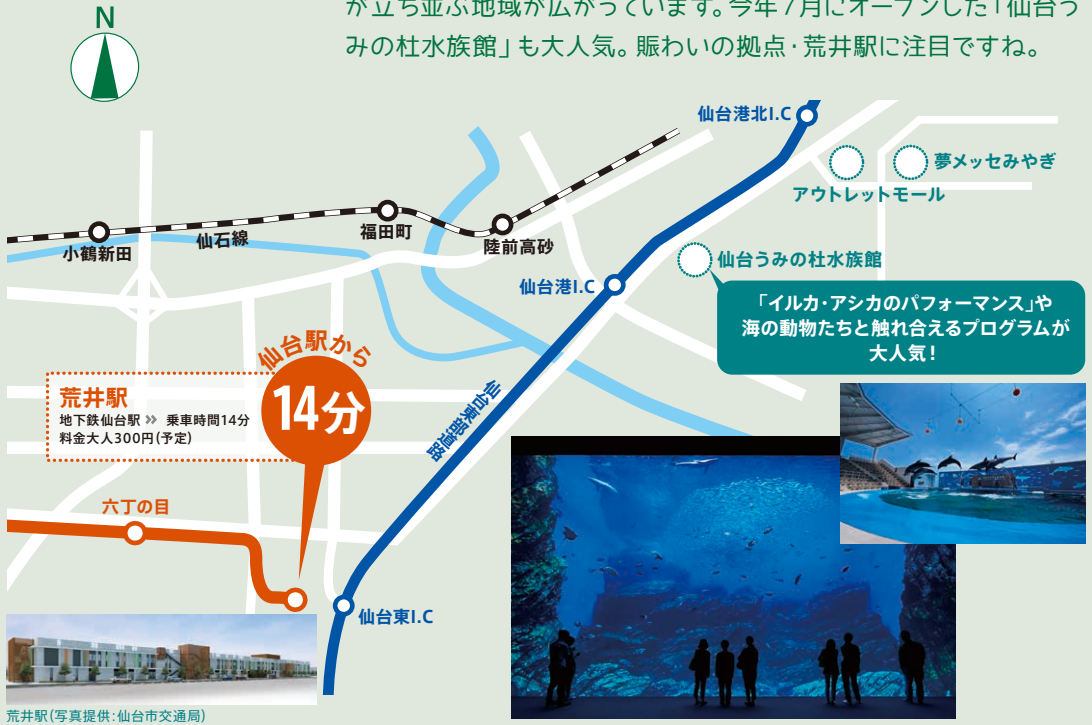 が立ち並ぶ地域が広がっています。今年7月にオープンした「仙台う
みの杜水族館」も大人気。賑わいの拠点・荒井駅に注目ですね。
N
仙台港北I.C
夢メッセみやぎ
アウトレットモール
小鶴新田
仙石線
福田町
陸前高砂
仙台うみの杜水族館
仙台港I.C
「イルカ・アシカのパフォーマンス」や
海の動物たちと触れ合えるプログラムが
大人気!
仙台駅から
14分
荒井駅
地下鉄仙台駅 » 乗車時間14分
料金大人300円(予定)
仙台東部道路
六丁の目
仙台東I.C
荒井駅(写真提供:仙台市交通局)